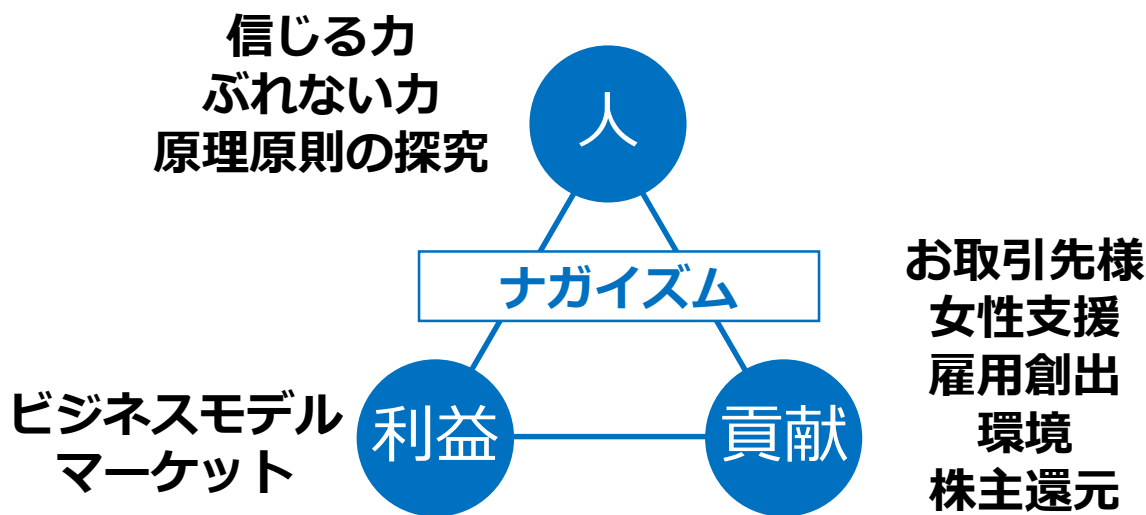 信じる力
ぶれない力
原理原則の探究
人
ナガイズム
お取引先様
女性支援
雇用創出
環境
株主還元
ビジネスモデル
マーケット
利益
貢献